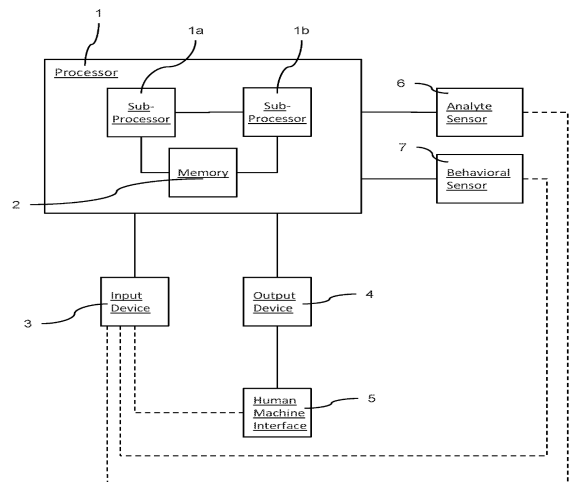 1
1a
1b
Processor
Sub-
Processor
Sub-
Processor
Memory
2
6
Analyte
Sensor
7
Behavioral
Sensor
Input
Device
3
Output
Device
4
Human
Machine
Interface
5